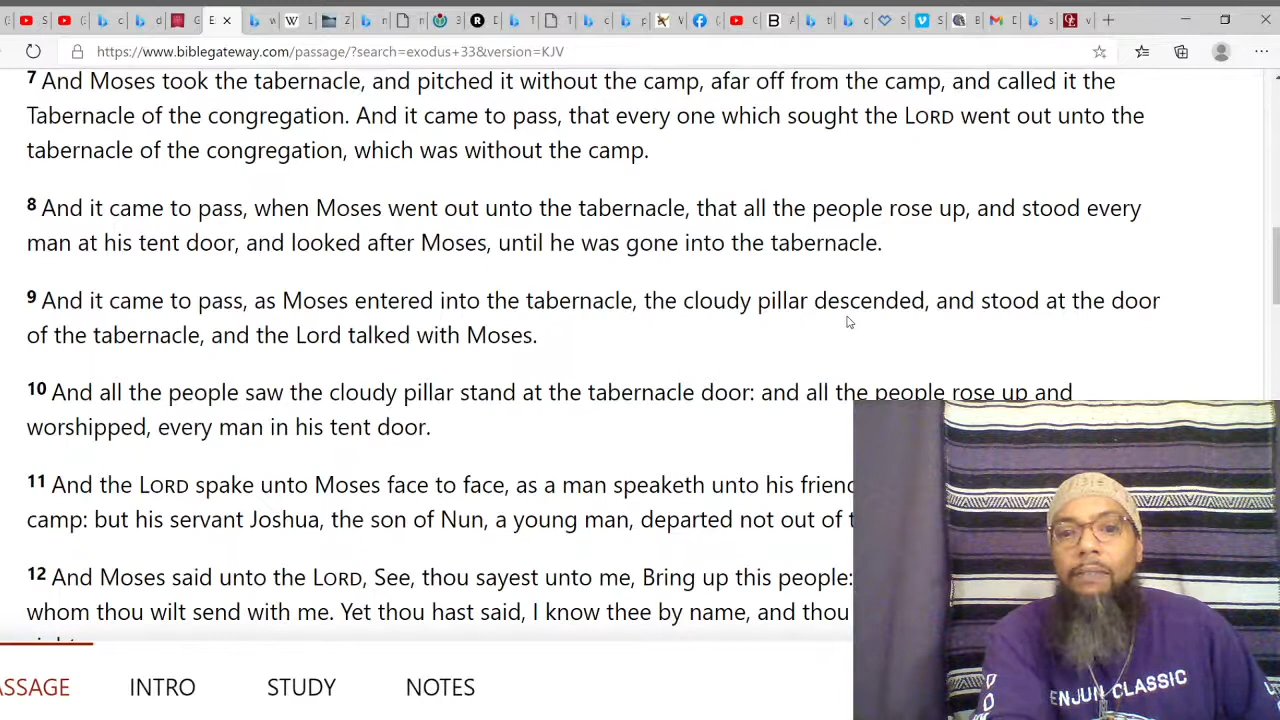 https://www.biblegateway.com/passage/?search=exodus+33&version=KJV
7 And Moses took the tabernacle, and pitched it without the camp, afar off from the camp, and called it the
Tabernacle of the congregation. And it came to pass, that every one which sought the LORD went out unto the
tabernacle of the congregation, which was without the camp.
8 And it came to pass, when Moses went out unto the tabernacle, that all the people rose up, and stood every
man at his tent door, and looked after Moses, until he was gone into the tabernacle.
9 And it came to pass, as Moses entered into the tabernacle, the cloudy pillar descended, and stood at the door
of the tabernacle, and the Lord talked with Moses.
10 And all the people saw the cloudy pillar stand at the tabernacle door: and all the people rose up and
worshipped, every man in his tent door.
11 And the LORD spake unto Moses face to face, as a man speaketh unto his frien
camp: but his servant Joshua, the son of Nun, a young man, departed not out of
12 And Moses said unto the LORD, See, thou sayest unto me, Bring up this people:
whom thou wilt send with me. Yet thou hast said, I know thee by name, and thou
ASSAGE INTRO STUDY NOTES
ENJUN CLASSIC